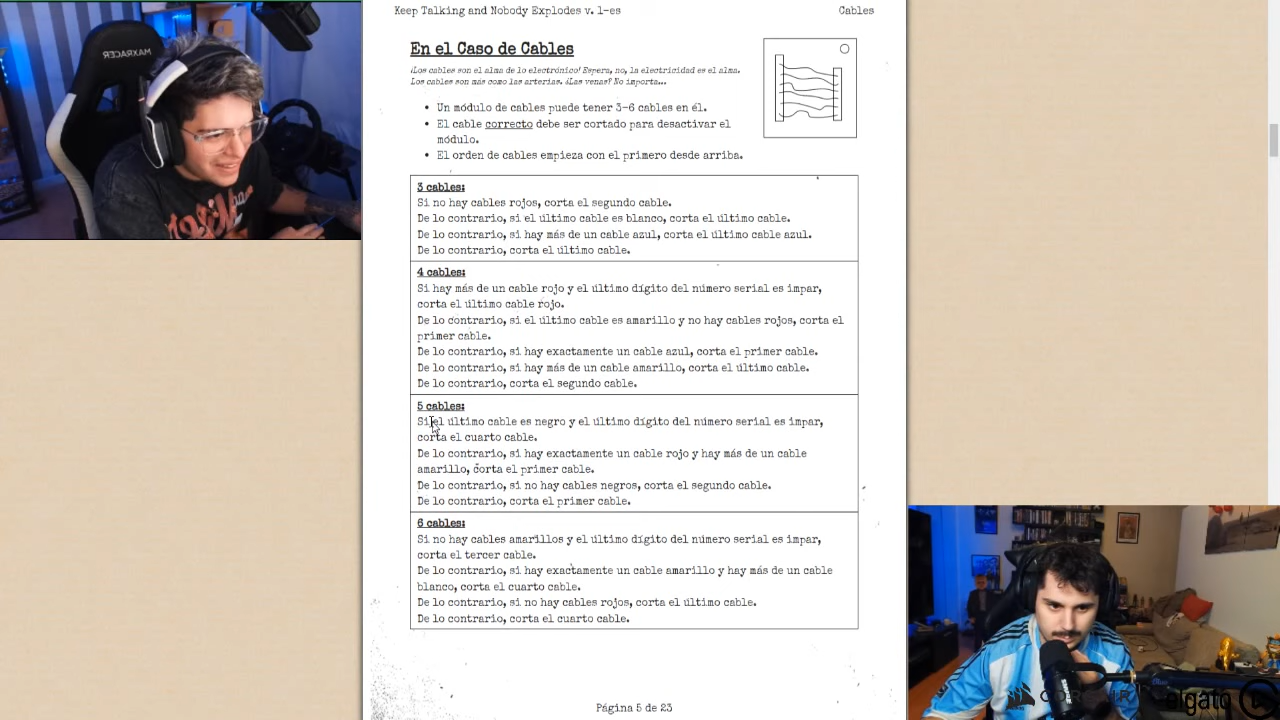 Keep Talking and Nobody Explodes v. 1-es
Cables
MAXRACER
En el Caso de Cables
¡Los cables son el alma de lo electrónico! Espera, no, la electricidad es el alma.
Los cables son más como las arterias. ¿Las venas? No importa...
• Un módulo de cables puede tener 3-6 cables en él.
• El cable correcto debe ser cortado para desactivar el
módulo.
• El orden de cables empieza con el primero desde arriba.
3 cables:
Si no hay cables rojos, corta el segundo cable.
De lo contrario, si el último cable es blanco, corta el último cable.
De lo contrario, si hay más de un cable azul, corta el último cable azul.
De lo contrario, corta el último cable.
4 cables:
Si hay más de un cable rojo y el último dígito del número serial es impar,
corta el último cable rojo.
De lo contrario, si el último cable es amarillo y no hay cables rojos, corta el
primer cable.
De lo contrario, si hay exactamente un cable azul, corta el primer cable.
De lo contrario, si hay más de un cable amarillo, corta el último cable.
De lo contrario, corta el segundo cable.
5 cables:
Si el último cable es negro y el último dígito del número serial es impar,
corta el cuarto cable.
De lo contrario, si hay exactamente un cable rojo y hay más de un cable
amarillo, corta el primer cable.
De lo contrario, si no hay cables negros, corta el segundo cable.
De lo contrario, corta el primer cable.
6 cables:
Si no hay cables amarillos y el último dígito del número serial es impar,
corta el tercer cable.
De lo contrario, si hay exactamente un cable amarillo y hay más de un cable
blanco, corta el cuarto cable.
De lo contrario, si no hay cables rojos, corta el último cable.
De lo contrario, corta el cuarto cable.
elgato
Página 5 de 23